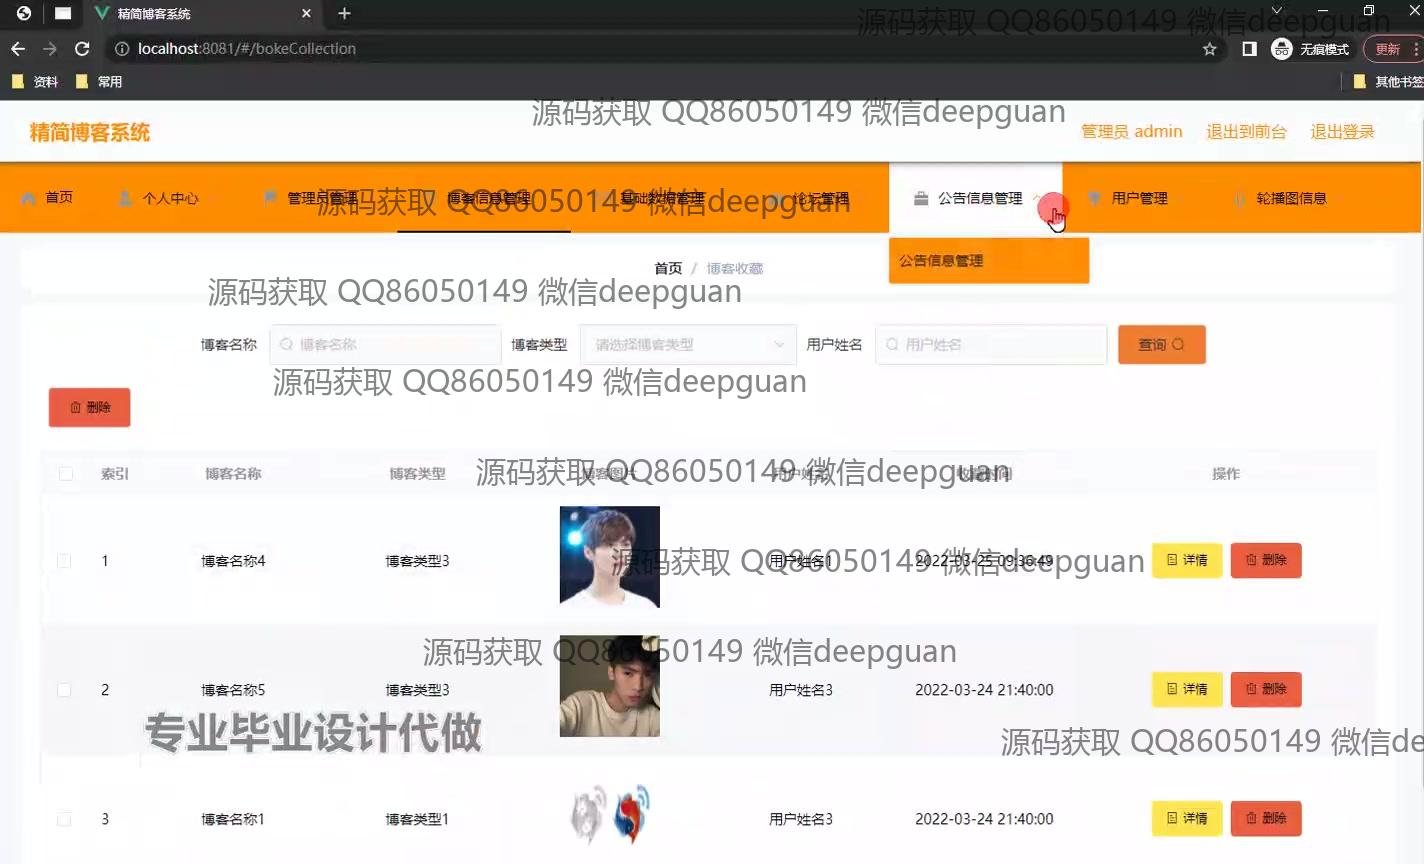 精简博客系统
源码获取 QQ86050149 微信deepguan
localhost:8081/#/bokeCollection
无痕模式
更新
资料
常用
其他书签
源码获取 QQ86050149 微信deepguan
精简博客系统
管理员 admin
退出到前台
退出登录
首页
个人中心
管理员管理
博客信息管理
基础数据管理
论坛管理
公告信息管理
用户管理
轮播图信息
源码获取 QQ86050149 微信deepguan
公告信息管理
首页 / 博客收藏
源码获取 QQ86050149 微信deepguan
博客名称 博客名称 博客类型 请选择博客类型 用户姓名 用户姓名 查询
源码获取 QQ86050149 微信deepguan
删除
索引 博客名称 博客类型 博客图片 用户姓名 收藏时间 操作
源码获取 QQ86050149 微信deepguan
1 博客名称4 博客类型3 用户姓名1 2022-03-25 09:36:49 详情 删除
源码获取 QQ86050149 微信deepguan
源码获取 QQ86050149 微信deepguan
2 博客名称5 博客类型3 用户姓名3 2022-03-24 21:40:00 详情 删除
专业毕业设计代做
源码获取 QQ86050149 微信de
3 博客名称1 博客类型1 用户姓名3 2022-03-24 21:40:00 详情 删除